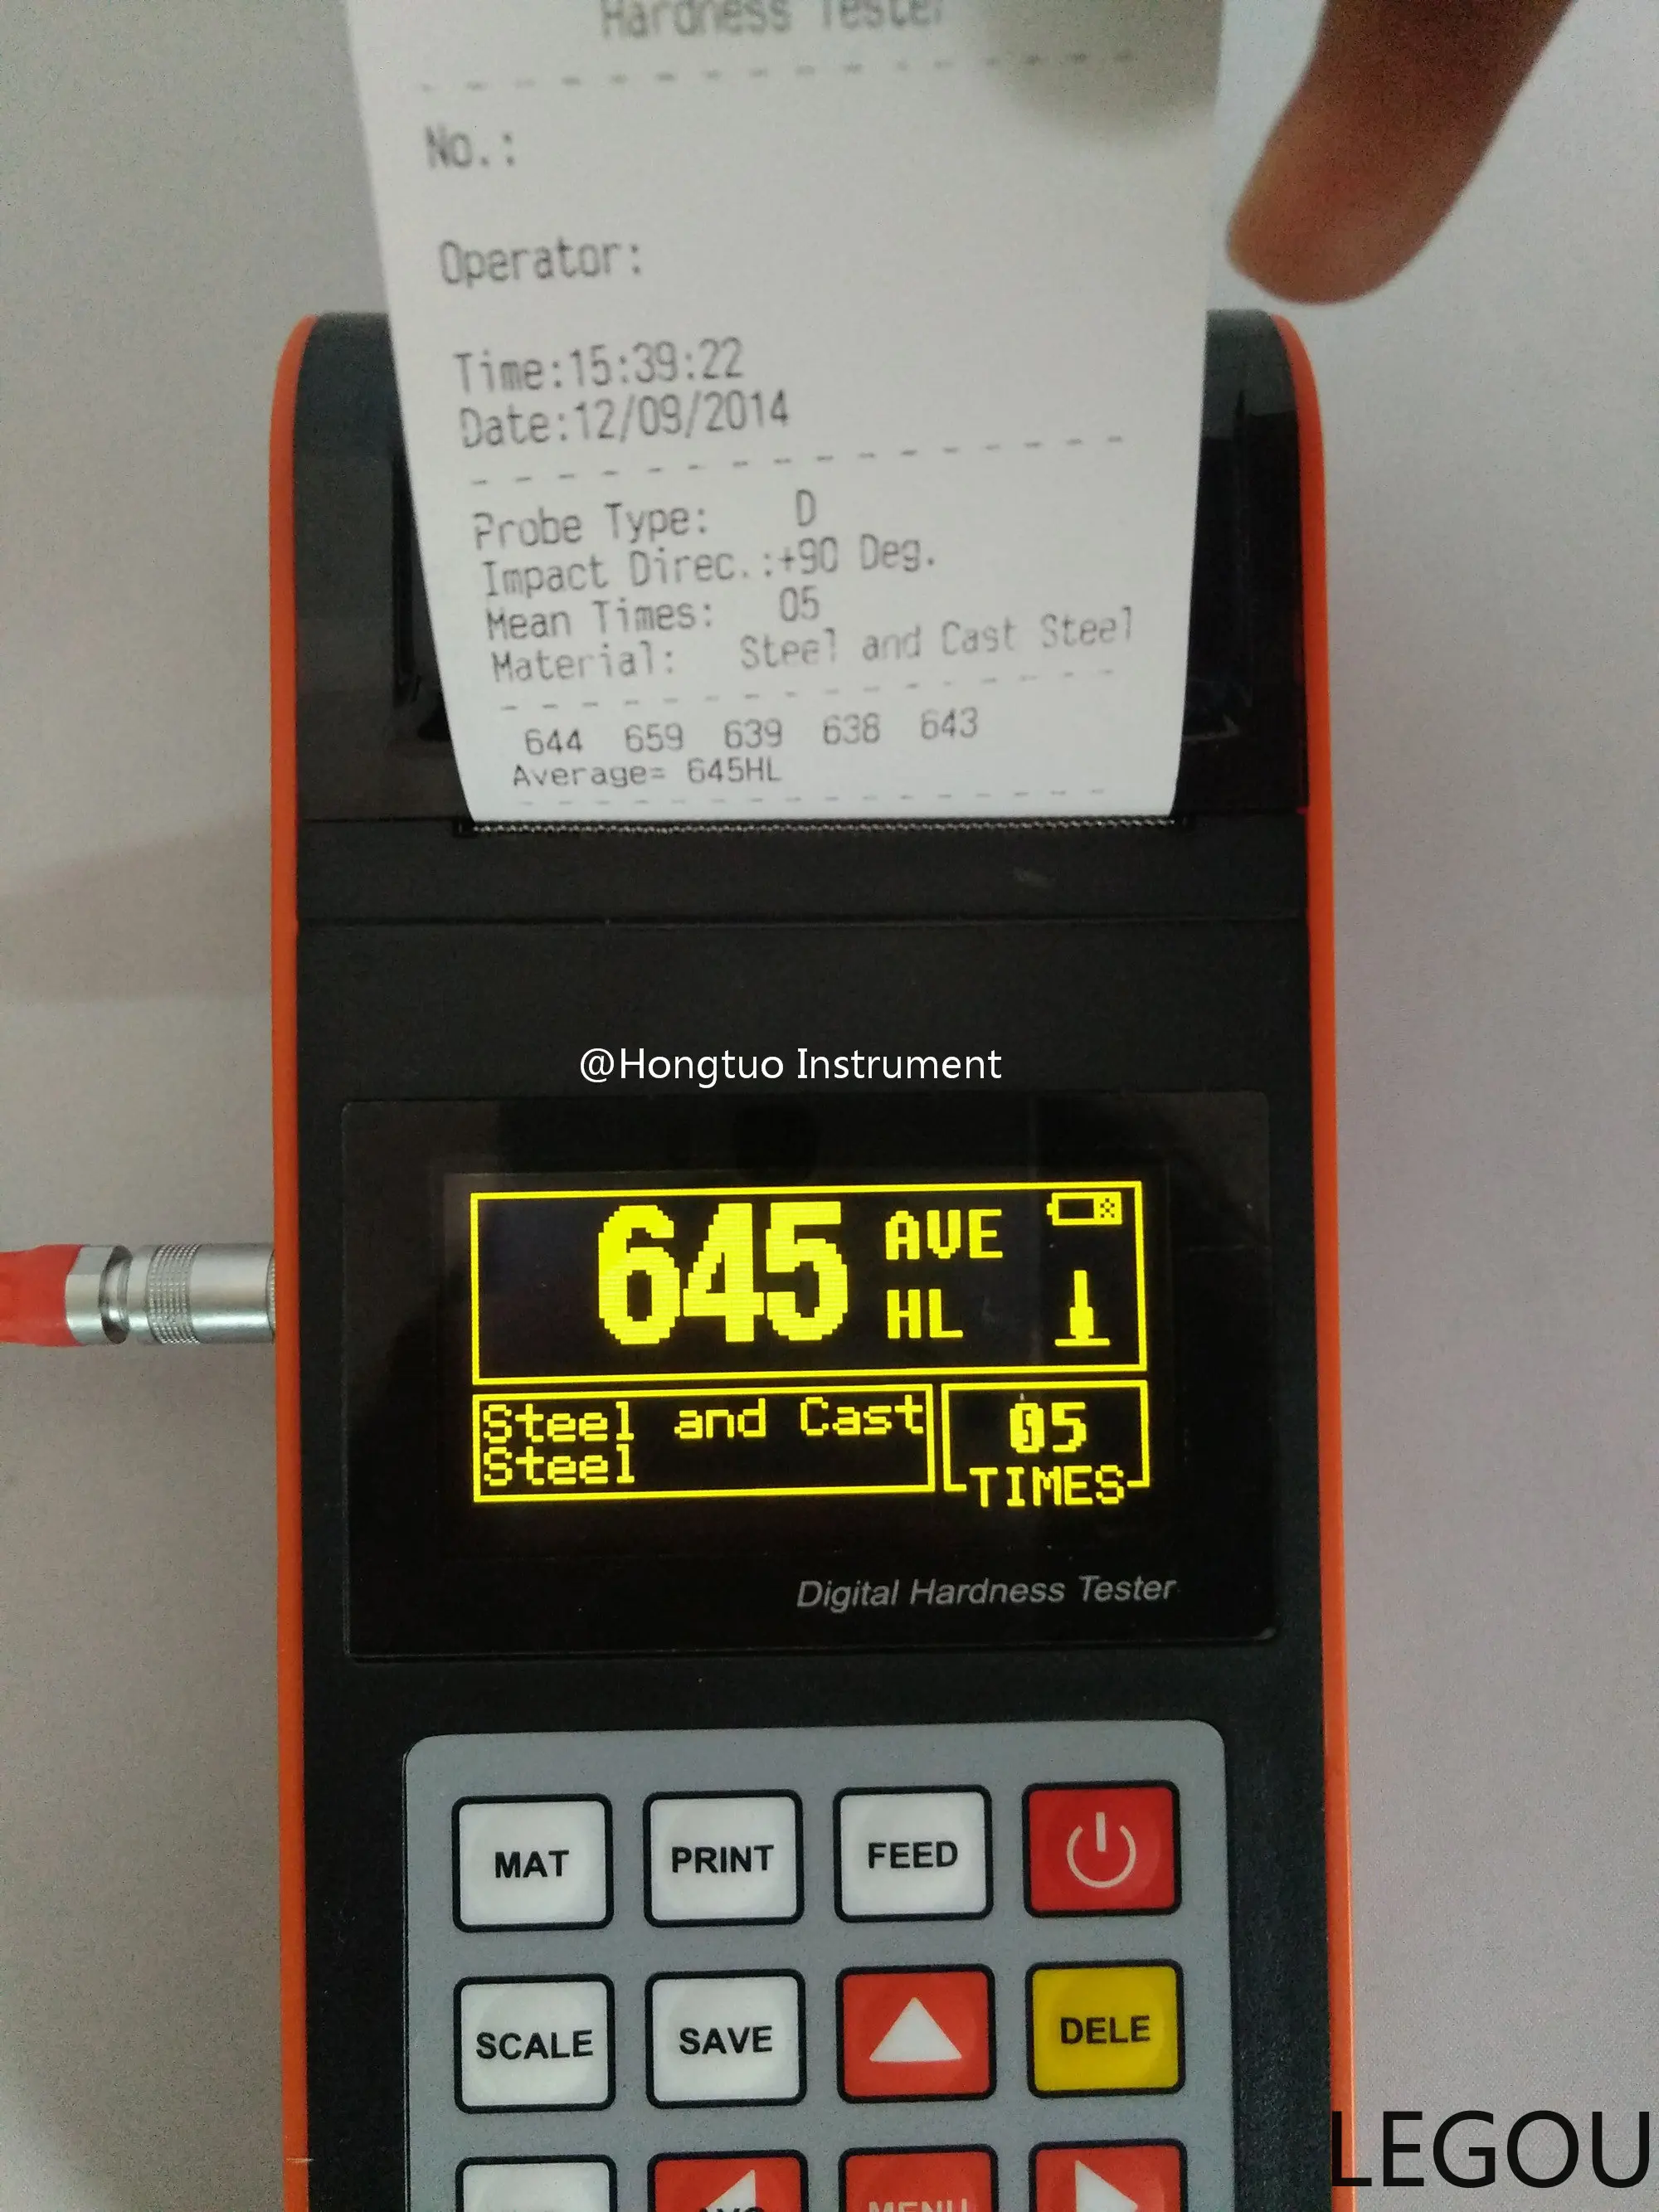 Hardness Tester
No.:
Operator:
Time:15:39:22
Date:12/09/2014
Probe Type: D
Impact Direc.:+90 Deg.
Mean Times: 05
Material: Steel and Cast Steel
644 659 639 638 643
Average= 645HL
@Hongtuo Instrument
645 AVE
HL
Steel and Cast
Steel
05
TIMES
Digital Hardness Tester
MAT PRINT FEED
SCALE SAVE DELE
MENU
LEGOU